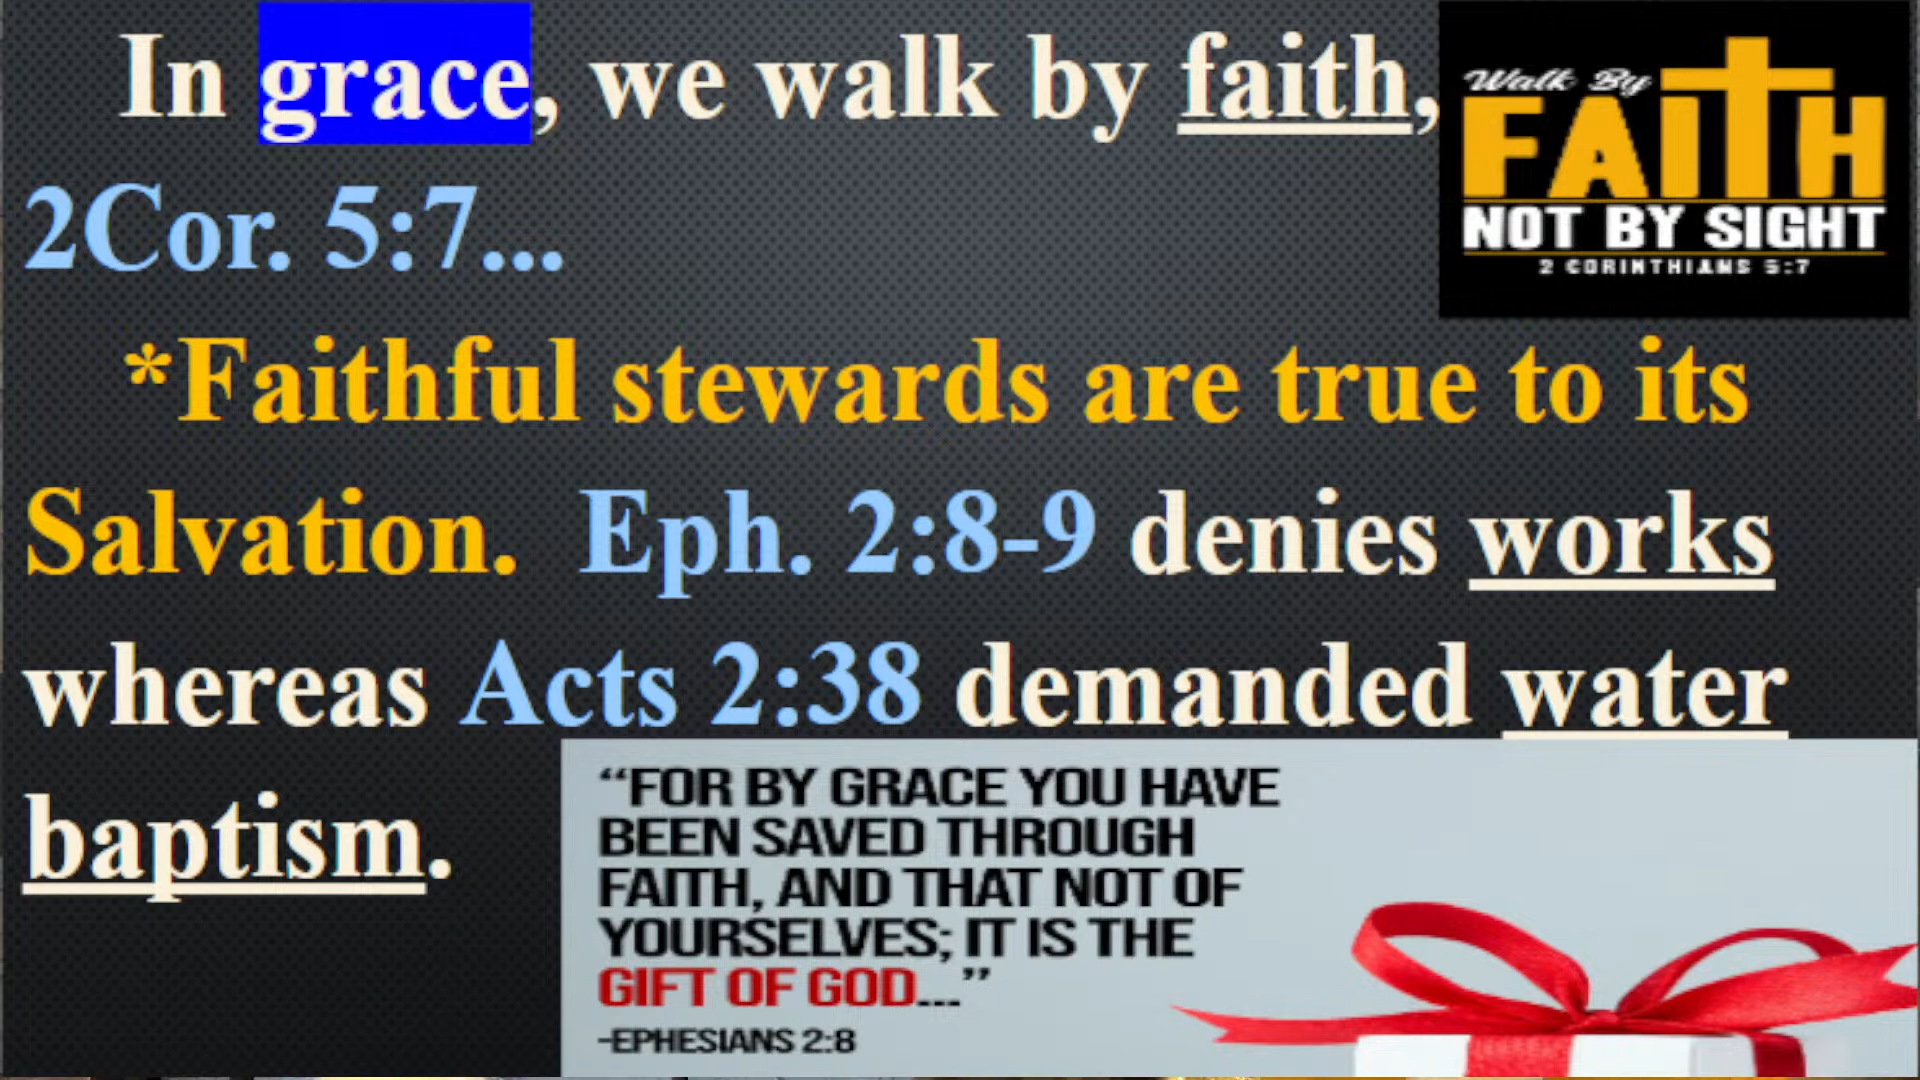 In grace, we walk by faith,
2Cor. 5:7...
Walk By
FAITH
NOT BY SIGHT
2 CORINTHIANS 5:7
*Faithful stewards are true to its
Salvation. Eph. 2:8-9 denies works
whereas Acts 2:38 demanded water
baptism.
“FOR BY GRACE YOU HAVE
BEEN SAVED THROUGH
FAITH, AND THAT NOT OF
YOURSELVES; IT IS THE
GIFT OF GOD...”
-EPHESIANS 2:8